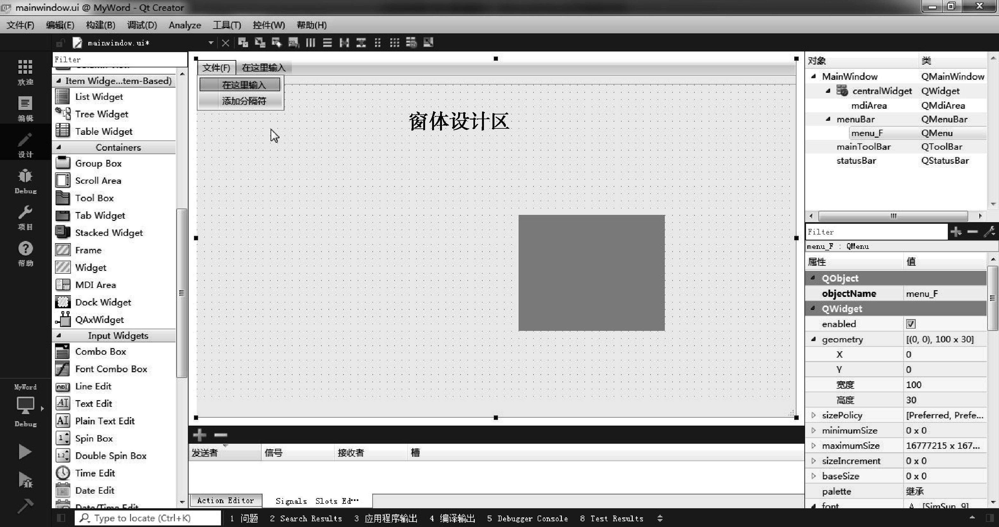 mainwindow.ui @ MyWord - Qt Creator
文件(F) 编辑(E) 构建(B) 调试(D) Analyze 工具(T) 控件(W) 帮助(H)
mainwindow.ui*
欢迎
编辑
设计
Debug
项目
帮助
MyWord
Debug
Filter
Item Widge...tem-Based)
List Widget
Tree Widget
Table Widget
Containers
Group Box
Scroll Area
Tool Box
Tab Widget
Stacked Widget
Frame
Widget
MDI Area
Dock Widget
QAxWidget
Input Widgets
Combo Box
Font Combo Box
Line Edit
Text Edit
Plain Text Edit
Spin Box
Double Spin Box
Time Edit
Date Edit
Date/Time Edit
文件(F) 在这里输入
在这里输入
添加分隔符
窗体设计区
发送者 信号 接收者 槽
Action Editor Signals Slots Ed…
对象 类
MainWindow QMainWindow
centralWidget QWidget
mdiArea QMdiArea
menuBar QMenuBar
menu_F QMenu
mainToolBar QToolBar
statusBar QStatusBar
Filter
menu_F : QMenu
属性 值
QObject
objectName menu_F
QWidget
enabled
geometry [(0, 0), 100 x 30]
X 0
Y 0
宽度 100
高度 30
sizePolicy [Preferred, Prefe...
minimumSize 0 x 0
maximumSize 16777215 x 167...
sizeIncrement 0 x 0
baseSize 0 x 0
palette 继承
font A [SimSun, 9]
Type to locate (Ctrl+K) 1 问题 2 Search Results 3 应用程序输出 4 编译输出 5 Debugger Console 8 Test Results